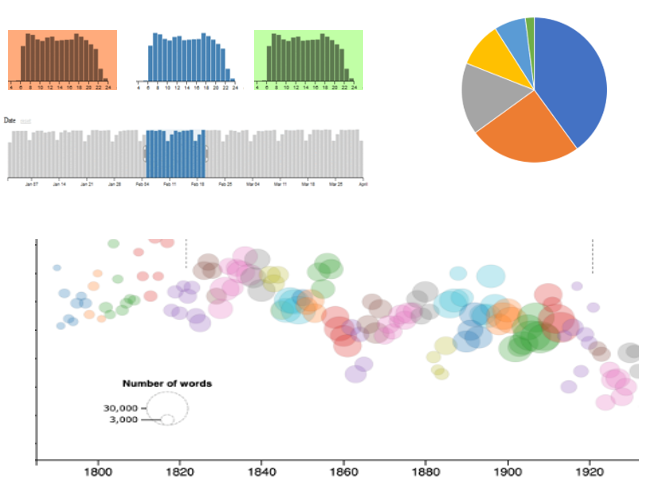 4 6 8 10 12 14 16 18 20 22 24
4 6 8 10 12 14 16 18 20 22 24
4 6 8 10 12 14 16 18 20 22 24
Date
Jan 07 Jan 14 Jan 21 Jan 28 Feb 04 Feb 11 Feb 18 Feb 25 Mar 04 Mar 11 Mar 18 Mar 25 April
Number of words
30,000
3,000
1800 1820 1840 1860 1880 1900 1920